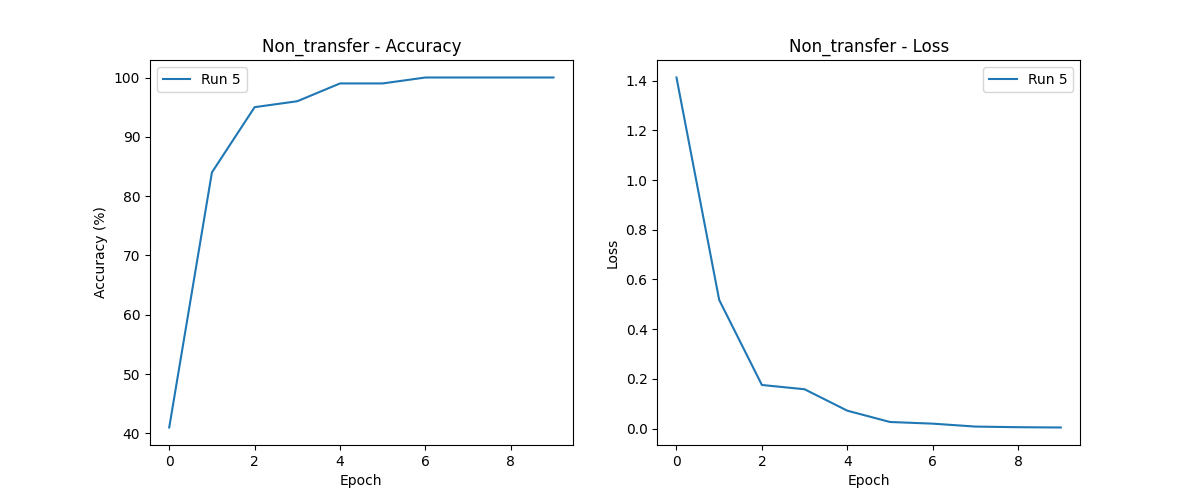 Non_transfer - Accuracy
Run 5
100
90
80
70
60
50
40
Accuracy (%)
0 2 4 6 8
Epoch
Non_transfer - Loss
Run 5
1.4
1.2
1.0
0.8
0.6
0.4
0.2
0.0
Loss
0 2 4 6 8
Epoch